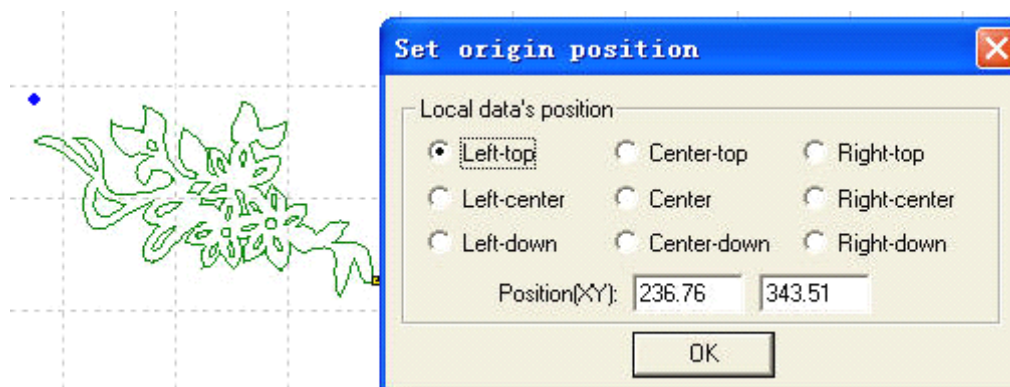 Set origin position
Local data's position
Left-top Center-top Right-top
Left-center Center Right-center
Left-down Center-down Right-down
Position(XY): 236.76 343.51
OK